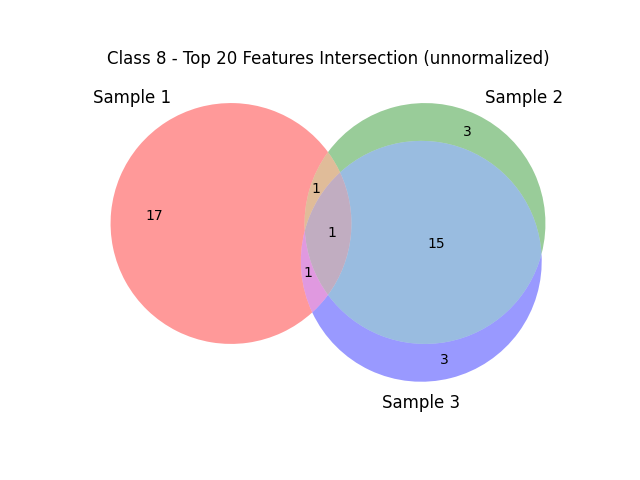 Class 8 - Top 20 Features Intersection (unnormalized)
Sample 1
Sample 2
3
1
17
1
15
1
3
Sample 3